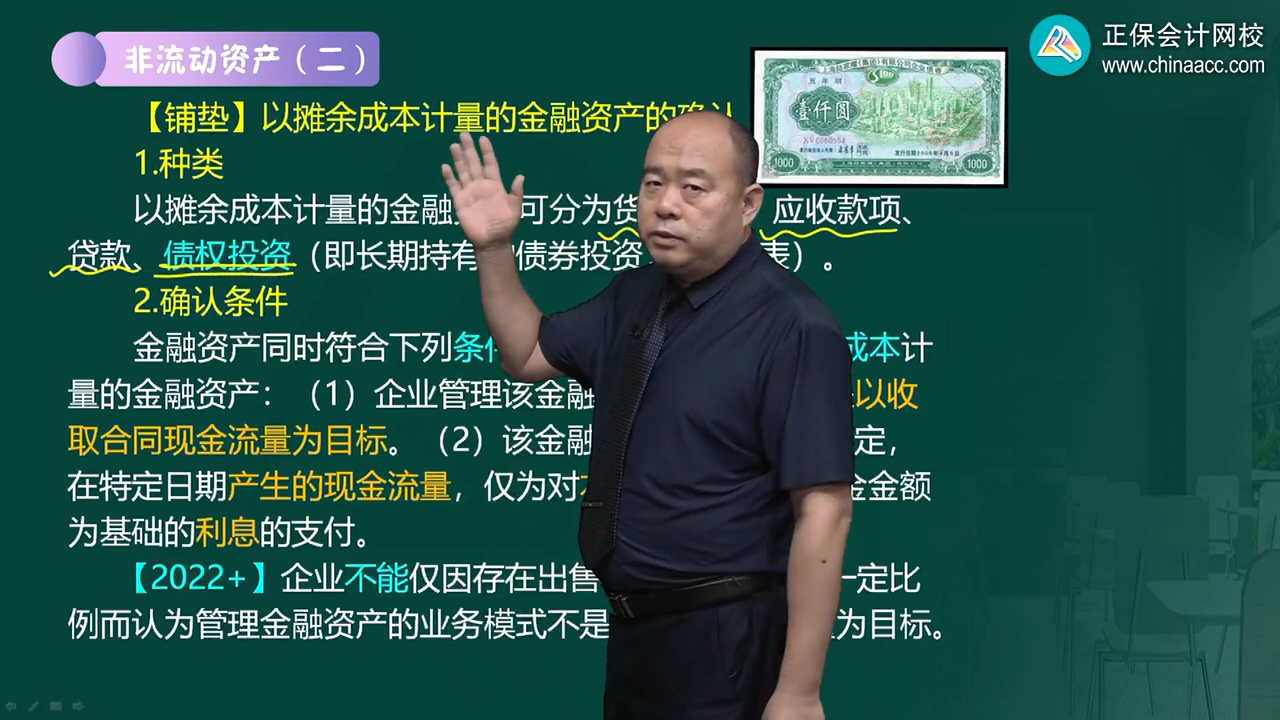 非流动资产（二）
正保会计网校
www.chinaacc.com
【铺垫】以摊余成本计量的金融资产的确认
1.种类
以摊余成本计量的金融 可分为货 应收款项、
贷款、债权投资（即长期持有 债券投资 表）。
2.确认条件
金融资产同时符合下列条件 成本计
量的金融资产：（1）企业管理该金融 以收
取合同现金流量为目标。（2）该金融 定，
在特定日期产生的现金流量，仅为对 金金额
为基础的利息的支付。
【2022+】企业不能仅因存在出售 一定比
例而认为管理金融资产的业务模式不是 为目标。
五年期
壹仟圆
1000
1000